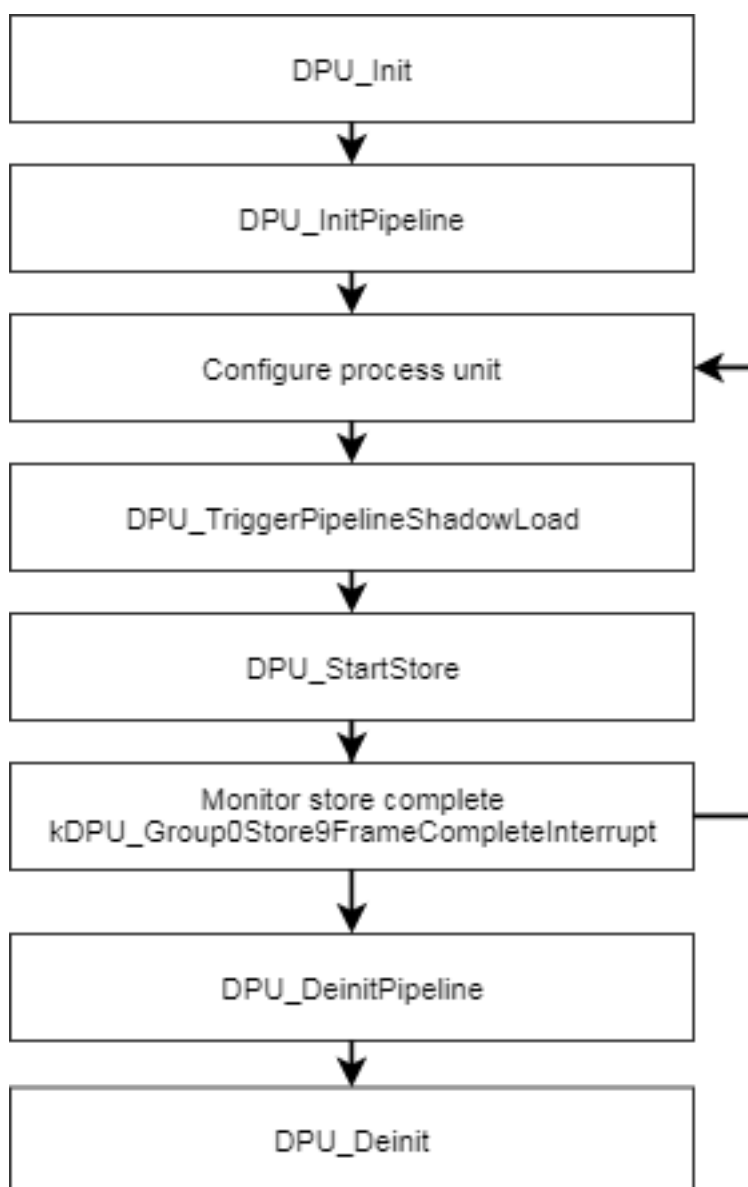 DPU_Init
DPU_InitPipeline
Configure process unit
DPU_TriggerPipelineShadowLoad
DPU_StartStore
Monitor store complete
kDPU_Group0Store9FrameCompleteInterrupt
DPU_DeinitPipeline
DPU_Deinit